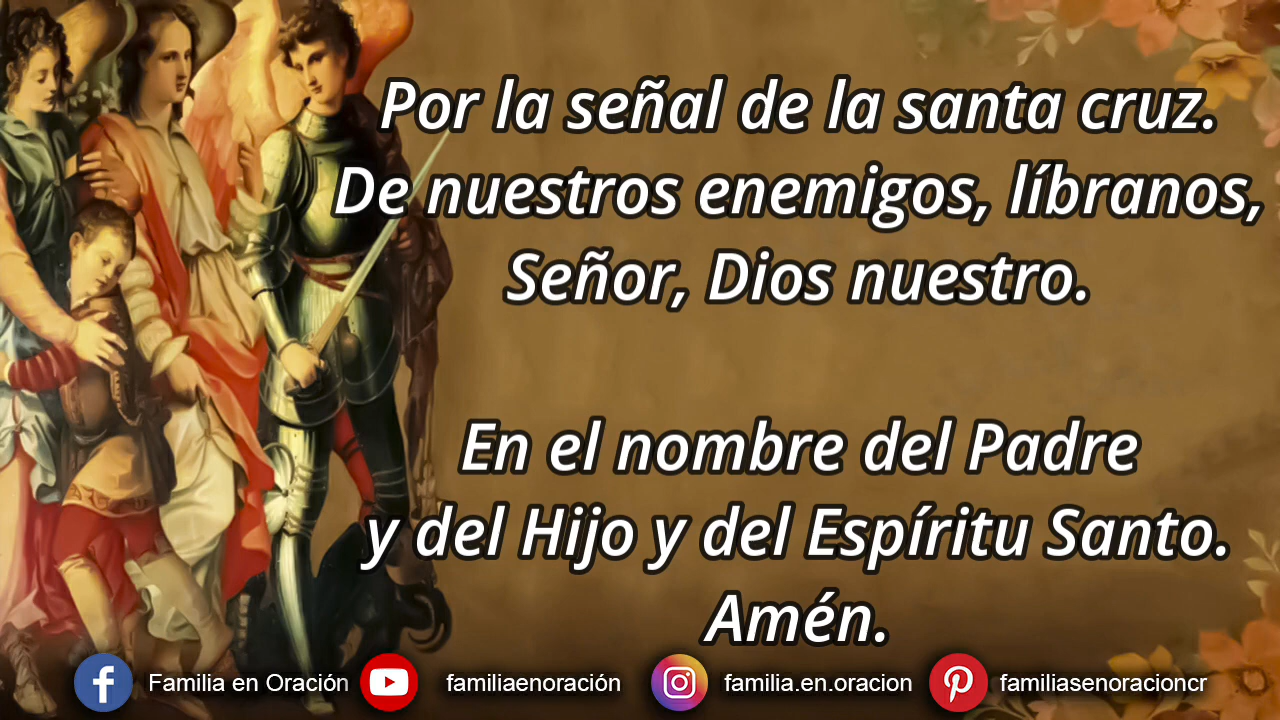 Por la señal de la santa cruz.
De nuestros enemigos, líbranos,
Señor, Dios nuestro.
En el nombre del Padre
y del Hijo y del Espíritu Santo.
Amén.
Familia en Oración familiaenoración familia.en.oracion familiasenoracioncr